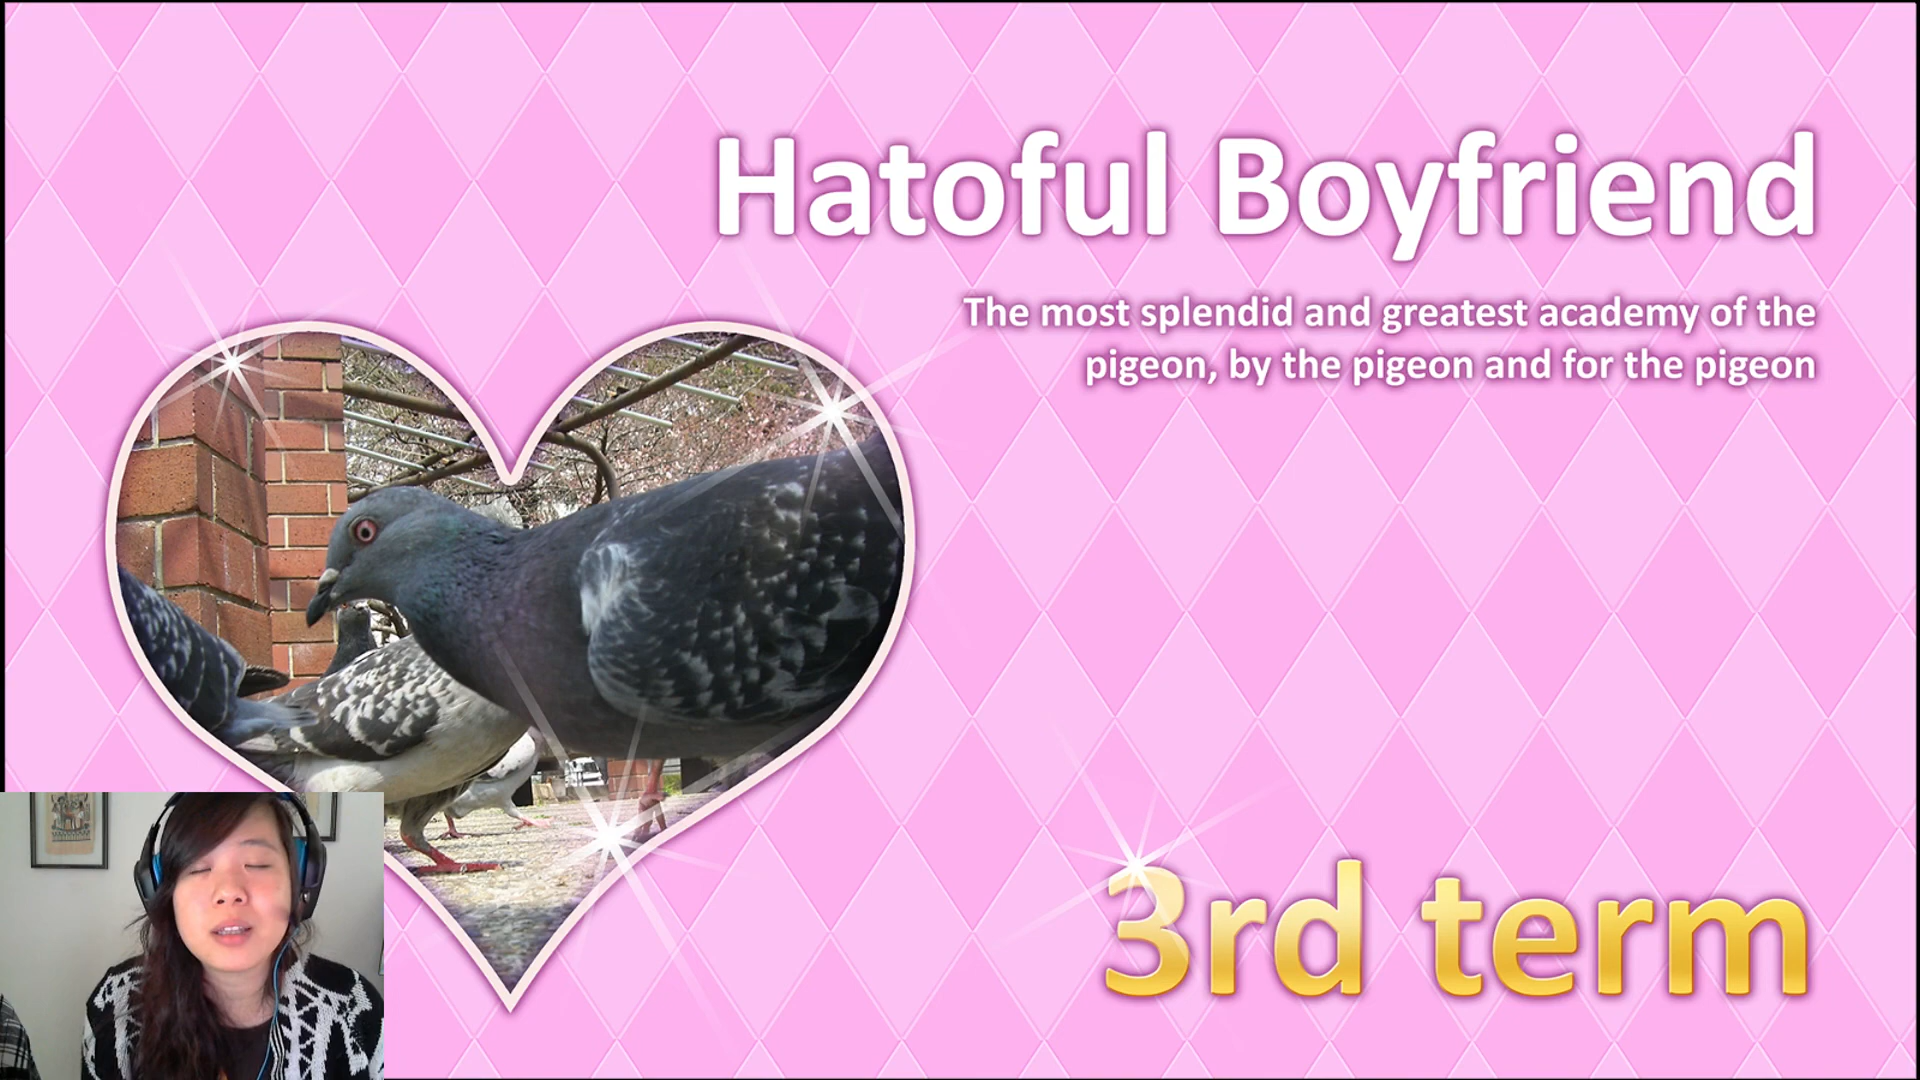 Hatoful Boyfriend
The most splendid and greatest academy of the
pigeon, by the pigeon and for the pigeon
3rd term